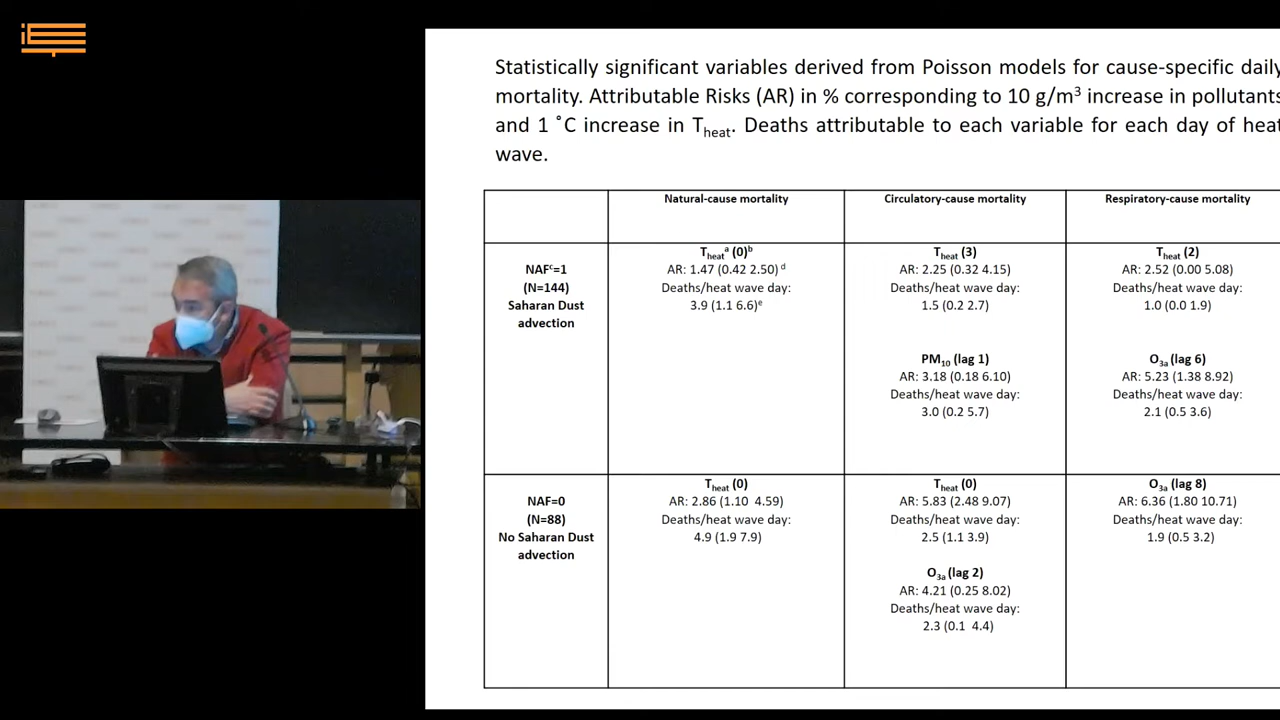 Statistically significant variables derived from Poisson models for cause-specific daily
mortality. Attributable Risks (AR) in % corresponding to 10 g/m³ increase in pollutants
and 1 ˚C increase in Theat. Deaths attributable to each variable for each day of heat
wave.
Natural-cause mortality
Circulatory-cause mortality
Respiratory-cause mortality
NAFᶜ=1
(N=144)
Saharan Dust
advection
Theatᵃ (0)ᵇ
AR: 1.47 (0.42 2.50) ᵈ
Deaths/heat wave day:
3.9 (1.1 6.6)ᵉ
Theat (3)
AR: 2.25 (0.32 4.15)
Deaths/heat wave day:
1.5 (0.2 2.7)
PM₁₀ (lag 1)
AR: 3.18 (0.18 6.10)
Deaths/heat wave day:
3.0 (0.2 5.7)
Theat (2)
AR: 2.52 (0.00 5.08)
Deaths/heat wave day:
1.0 (0.0 1.9)
O3a (lag 6)
AR: 5.23 (1.38 8.92)
Deaths/heat wave day:
2.1 (0.5 3.6)
NAF=0
(N=88)
No Saharan Dust
advection
Theat (0)
AR: 2.86 (1.10 4.59)
Deaths/heat wave day:
4.9 (1.9 7.9)
Theat (0)
AR: 5.83 (2.48 9.07)
Deaths/heat wave day:
2.5 (1.1 3.9)
O3a (lag 2)
AR: 4.21 (0.25 8.02)
Deaths/heat wave day:
2.3 (0.1 4.4)
O3a (lag 8)
AR: 6.36 (1.80 10.71)
Deaths/heat wave day:
1.9 (0.5 3.2)